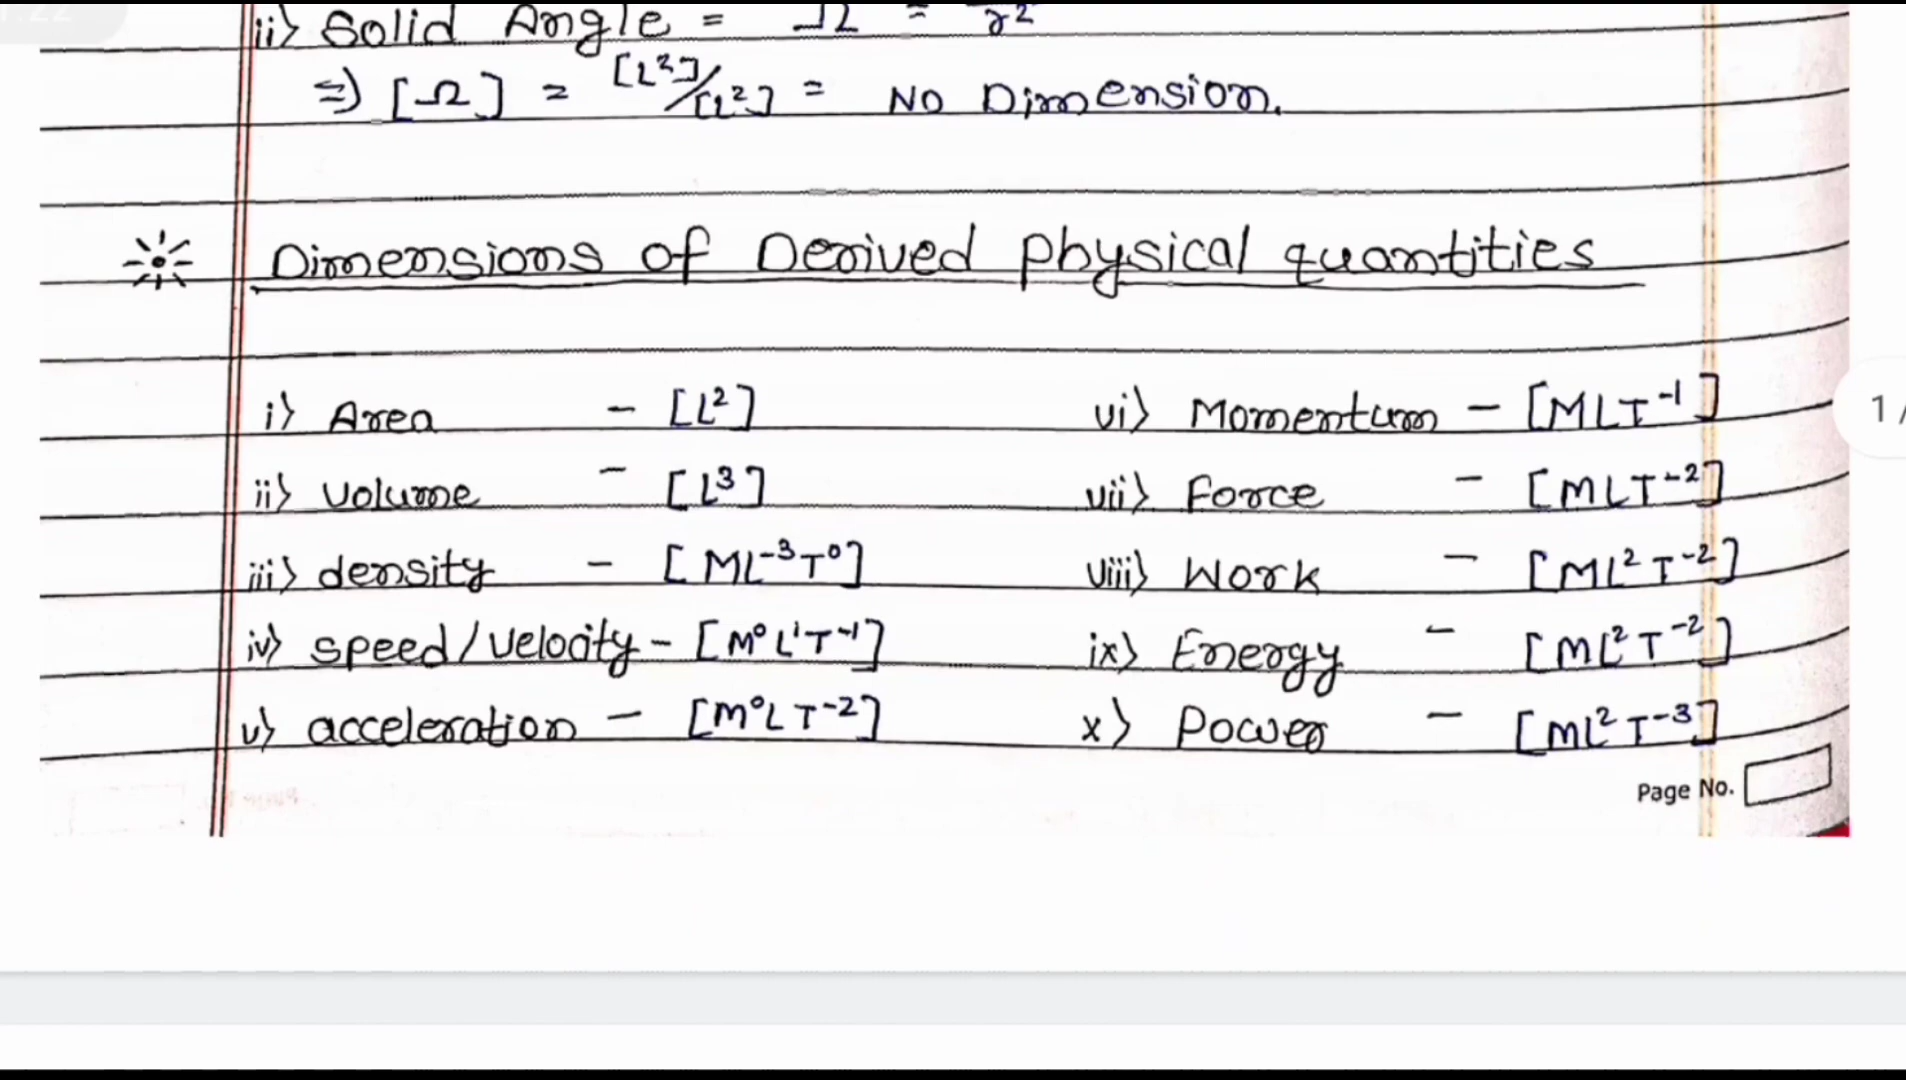 ii) Solid Angle = Ω = r²
⇒ [Ω] = [L²]/[L²] = No Dimension.
Dimensions of Derived Physical quantities
i) Area - [L²]
ii) volume - [L³]
iii) density - [ML⁻³T⁰]
iv) speed/velocity - [M⁰L¹T⁻¹]
v) acceleration - [M⁰LT⁻²]
vi) Momentum - [MLT⁻¹]
vii) Force - [MLT⁻²]
viii) Work - [ML²T⁻²]
ix) Energy - [ML²T⁻²]
x) Power - [ML²T⁻³]
Page No.
1/